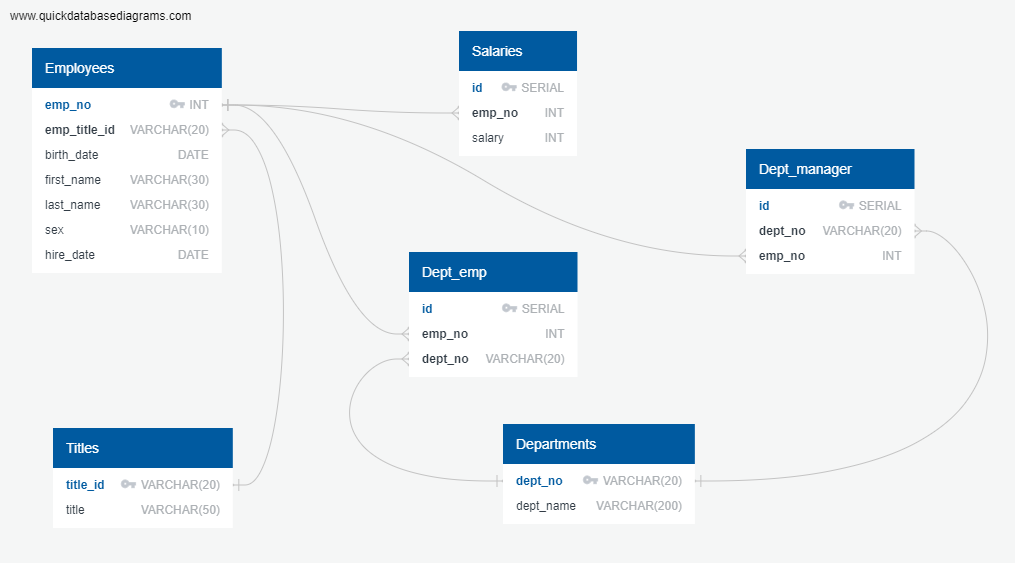 www.quickdatabasediagrams.com
Employees
emp_no INT
emp_title_id VARCHAR(20)
birth_date DATE
first_name VARCHAR(30)
last_name VARCHAR(30)
sex VARCHAR(10)
hire_date DATE
Salaries
id SERIAL
emp_no INT
salary INT
Dept_manager
id SERIAL
dept_no VARCHAR(20)
emp_no INT
Dept_emp
id SERIAL
emp_no INT
dept_no VARCHAR(20)
Titles
title_id VARCHAR(20)
title VARCHAR(50)
Departments
dept_no VARCHAR(20)
dept_name VARCHAR(200)